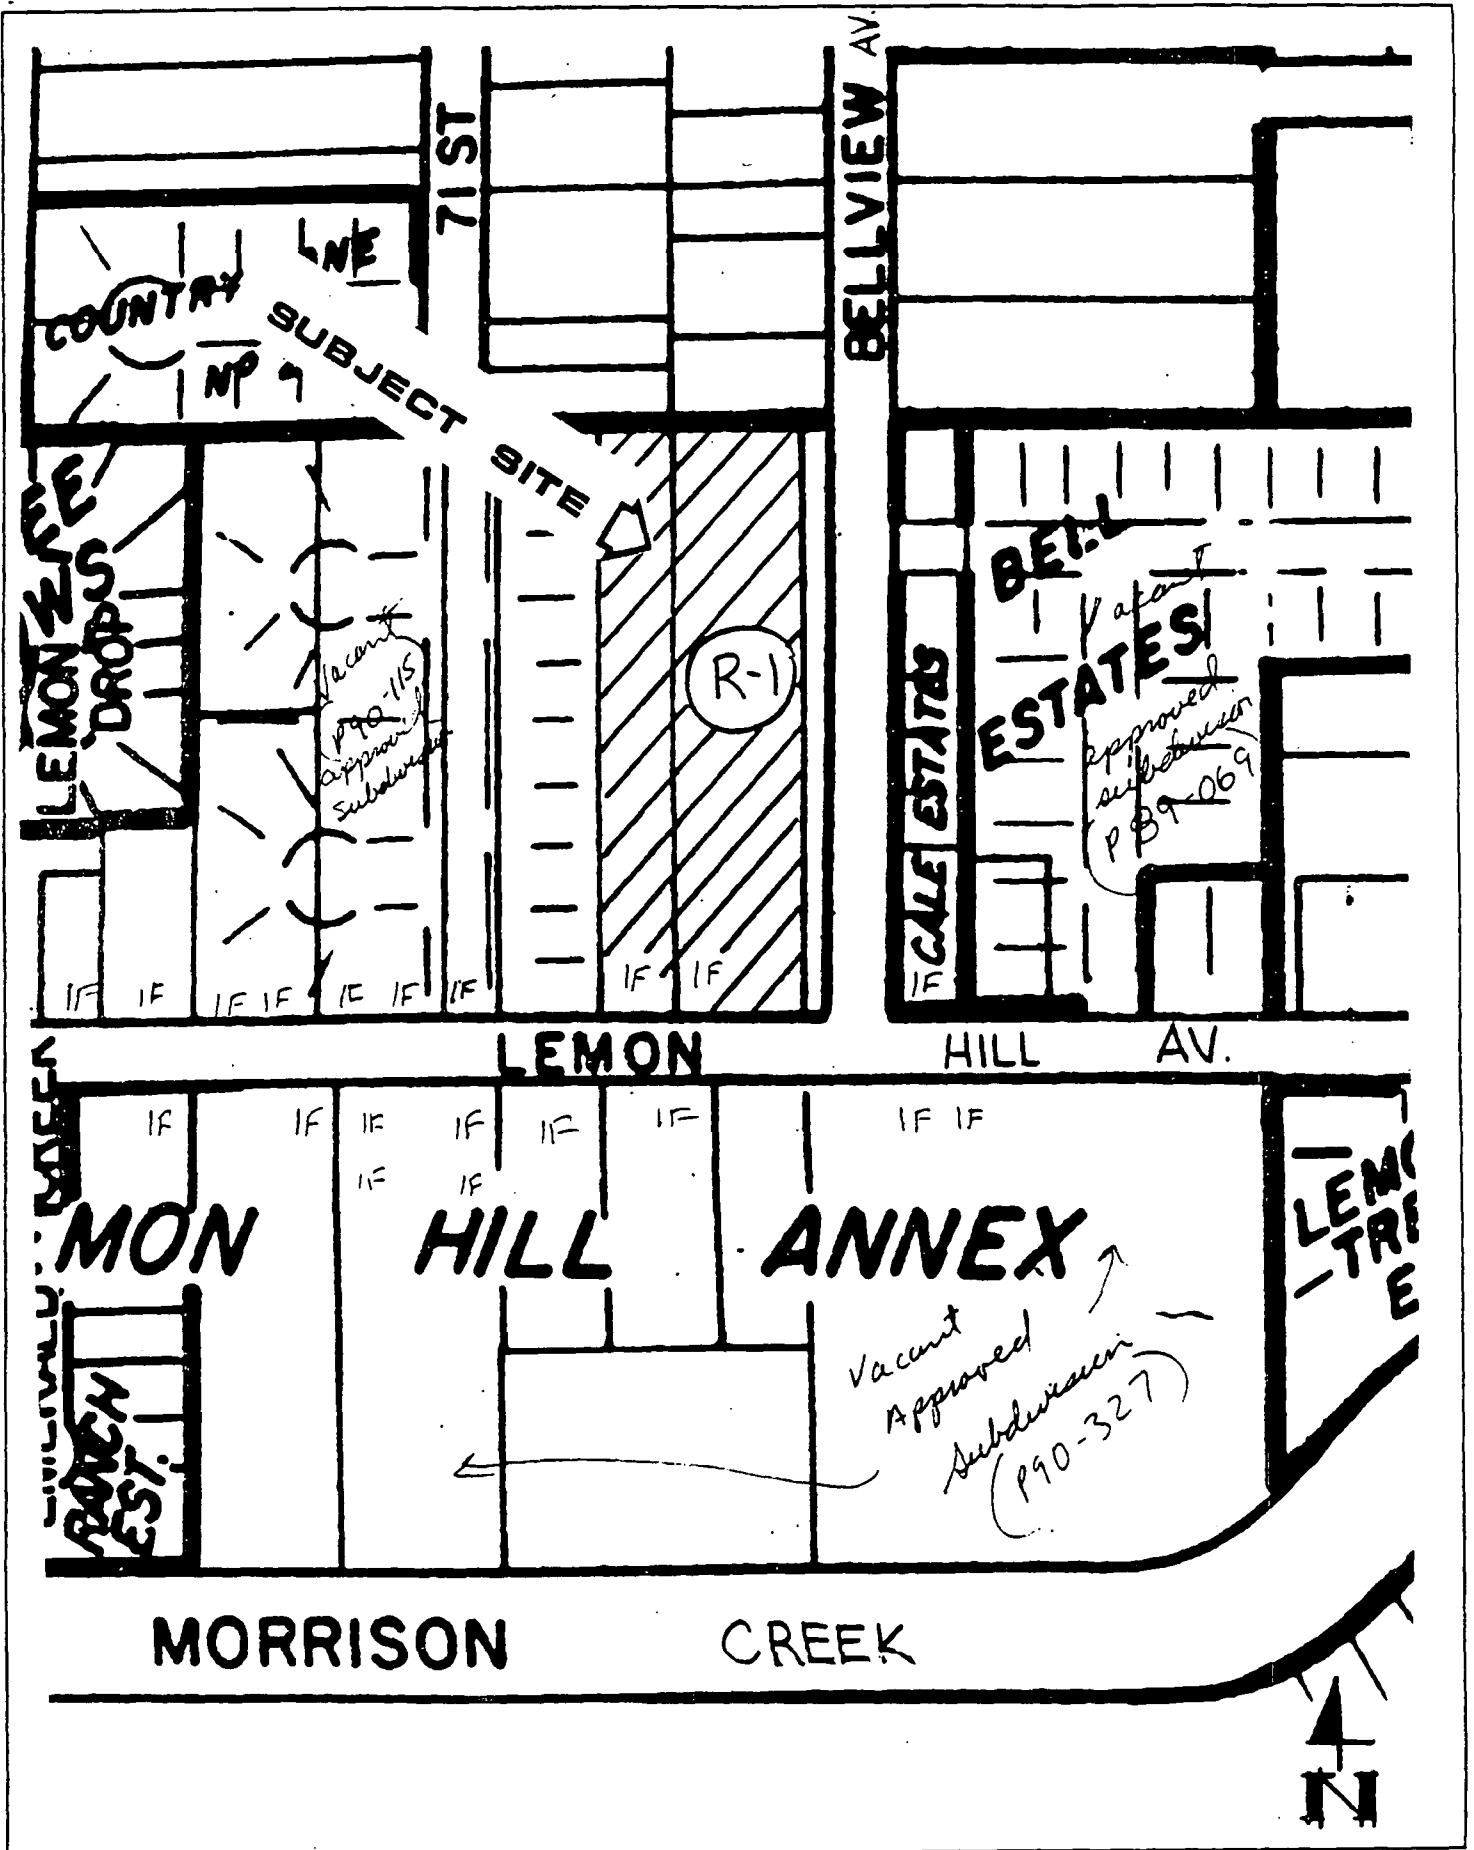 BELLVIEW AV.
71 ST
COUNTRY
LNE
NP 9
SUBJECT SITE
LEMON
DROP
Vacant
P90-115
approved
Subdivision
R-1
CALE ESTATES
BELL
ESTATES
Vacant
approved
subdivision
P89-069
1F
1F
1F
1F
1F
1F
1F
1F
1F
1F
LEMON HILL AV.
1F
1F
1F
1F
1F
1F
1F
1F
1F
1F
MON HILL ANNEX
Vacant
Approved
Subdivision
(P90-327)
RANCH
EST.
MORRISON CREEK
N